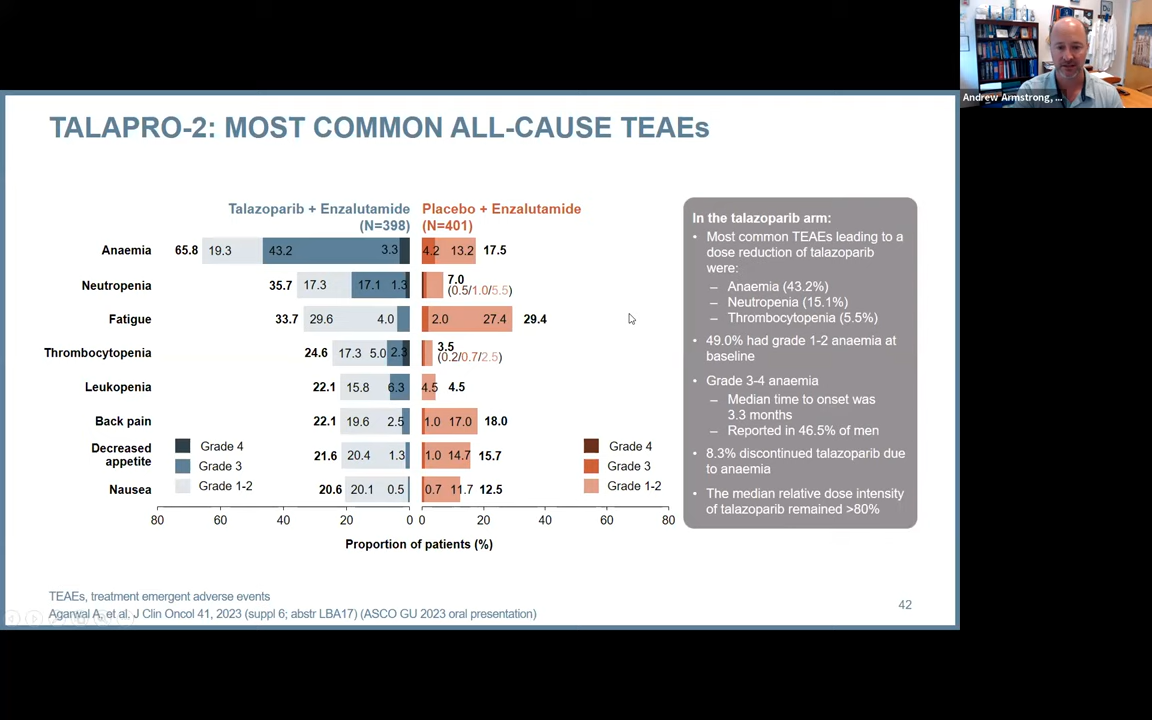 Andrew Armstrong, ...
TALAPRO-2: MOST COMMON ALL-CAUSE TEAEs
Talazoparib + Enzalutamide
(N=398)
Placebo + Enzalutamide
(N=401)
Anaemia 65.8 19.3 43.2 3.3 4.2 13.2 17.5
Neutropenia 35.7 17.3 17.1 1.3 7.0
(0.5/1.0/5.5)
Fatigue 33.7 29.6 4.0 2.0 27.4 29.4
Thrombocytopenia 24.6 17.3 5.0 2.3 3.5
(0.2/0.7/2.5)
Leukopenia 22.1 15.8 6.3 4.5 4.5
Back pain 22.1 19.6 2.5 1.0 17.0 18.0
Decreased
appetite 21.6 20.4 1.3 1.0 14.7 15.7
Nausea 20.6 20.1 0.5 0.7 11.7 12.5
Grade 4
Grade 3
Grade 1-2
Grade 4
Grade 3
Grade 1-2
80 60 40 20 0 0 20 40 60 80
Proportion of patients (%)
In the talazoparib arm:
• Most common TEAEs leading to a
dose reduction of talazoparib
were:
– Anaemia (43.2%)
– Neutropenia (15.1%)
– Thrombocytopenia (5.5%)
• 49.0% had grade 1-2 anaemia at
baseline
• Grade 3-4 anaemia
– Median time to onset was
3.3 months
– Reported in 46.5% of men
• 8.3% discontinued talazoparib due
to anaemia
• The median relative dose intensity
of talazoparib remained >80%
TEAEs, treatment emergent adverse events
Agarwal A, et al. J Clin Oncol 41, 2023 (suppl 6; abstr LBA17) (ASCO GU 2023 oral presentation)
42